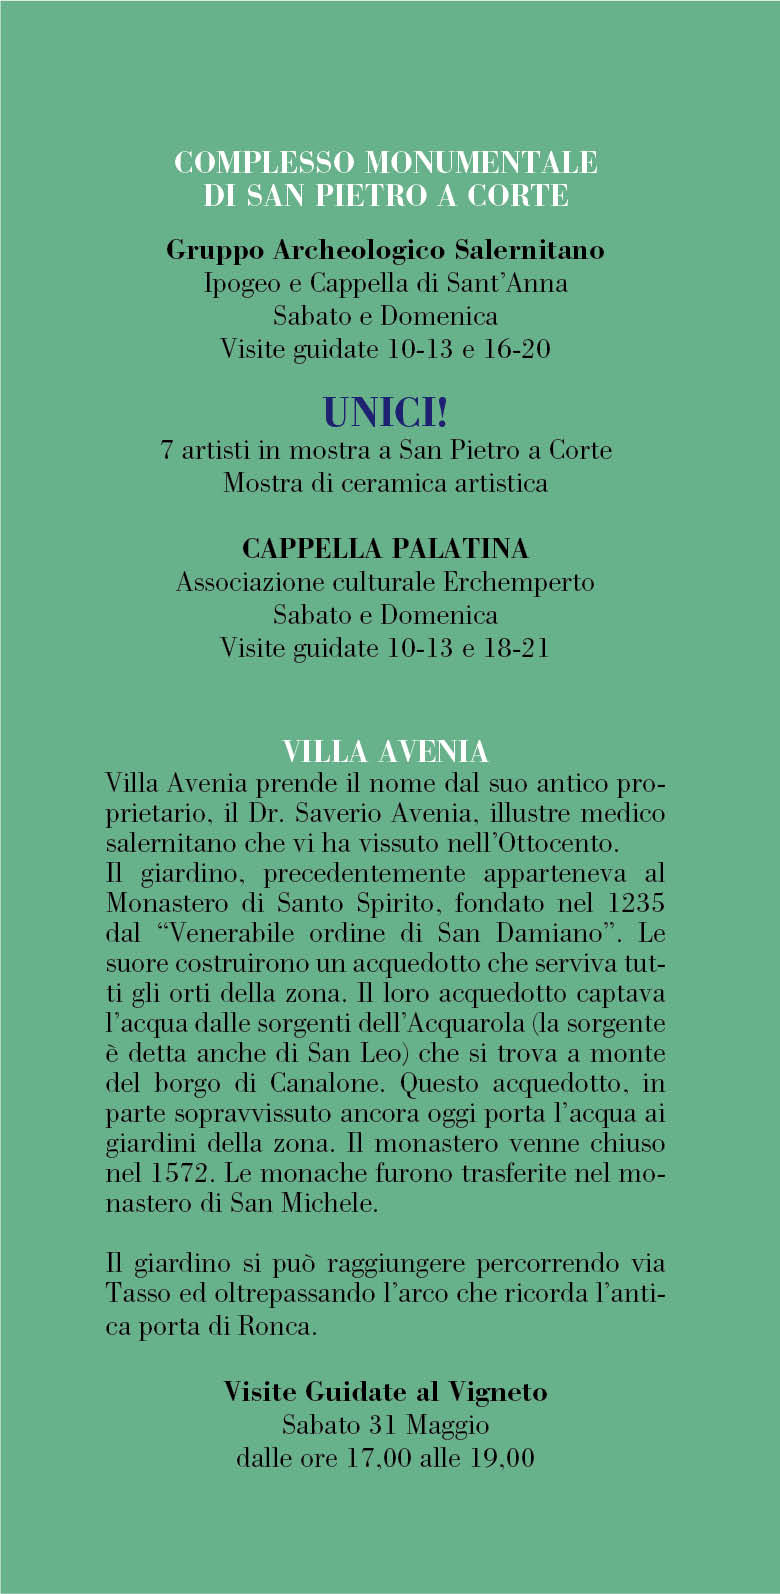 COMPLESSO MONUMENTALE
DI SAN PIETRO A CORTE
Gruppo Archeologico Salernitano
Ipogeo e Cappella di Sant’Anna
Sabato e Domenica
Visite guidate 10-13 e 16-20
UNICI!
7 artisti in mostra a San Pietro a Corte
Mostra di ceramica artistica
CAPPELLA PALATINA
Associazione culturale Erchemperto
Sabato e Domenica
Visite guidate 10-13 e 18-21
VILLA AVENIA
Villa Avenia prende il nome dal suo antico pro-
prietario, il Dr. Saverio Avenia, illustre medico
salernitano che vi ha vissuto nell’Ottocento.
Il giardino, precedentemente apparteneva al
Monastero di Santo Spirito, fondato nel 1235
dal “Venerabile ordine di San Damiano”. Le
suore costruirono un acquedotto che serviva tut-
ti gli orti della zona. Il loro acquedotto captava
l’acqua dalle sorgenti dell’Acquarola (la sorgente
è detta anche di San Leo) che si trova a monte
del borgo di Canalone. Questo acquedotto, in
parte sopravvissuto ancora oggi porta l’acqua ai
giardini della zona. Il monastero venne chiuso
nel 1572. Le monache furono trasferite nel mo-
nastero di San Michele.
Il giardino si può raggiungere percorrendo via
Tasso ed oltrepassando l’arco che ricorda l’anti-
ca porta di Ronca.
Visite Guidate al Vigneto
Sabato 31 Maggio
dalle ore 17,00 alle 19,00